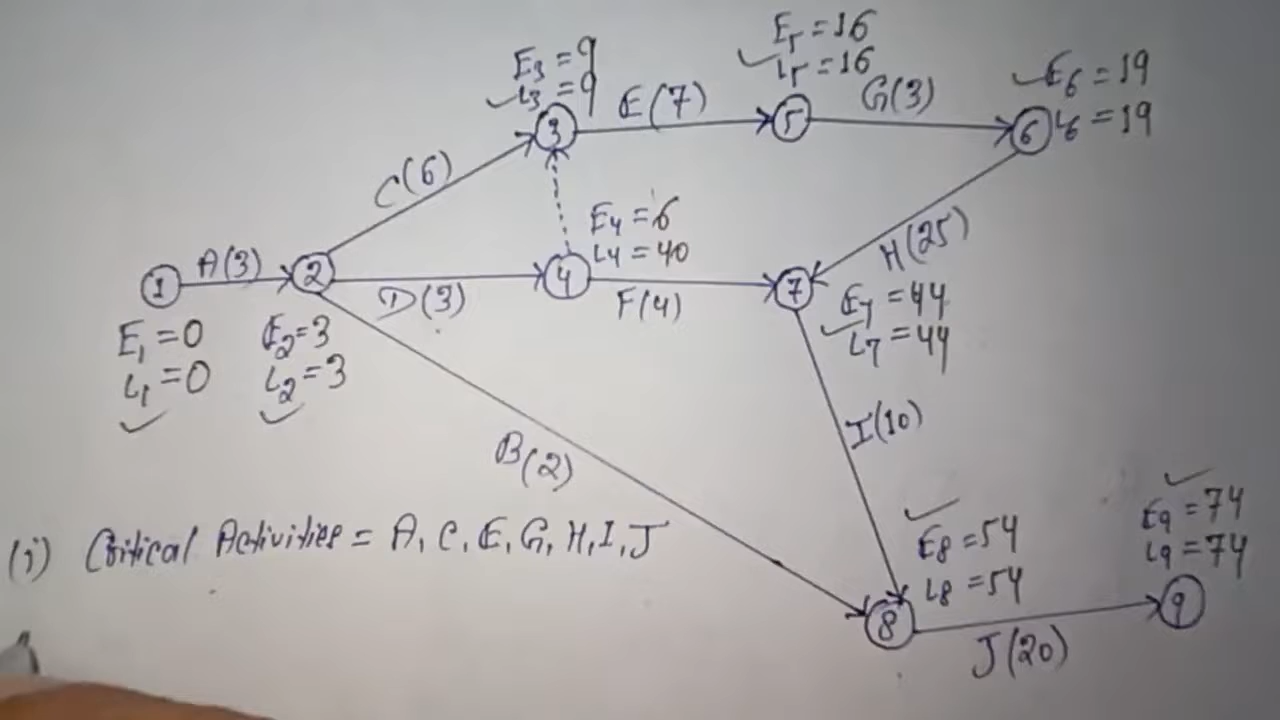 E3 = 9
L3 = 9
E5 = 16
L5 = 16
E6 = 19
L6 = 19
E(7)
G(3)
3
5
6
C(6)
E4 = 6
L4 = 40
H(25)
A(3)
1
2
4
7
D(3)
F(4)
E1 = 0
L1 = 0
E2 = 3
L2 = 3
E7 = 44
L7 = 44
I(10)
B(2)
E9 = 74
L9 = 74
E8 = 54
L8 = 54
(i) Critical Activities = A, C, E, G, H, I, J
8
9
J(20)